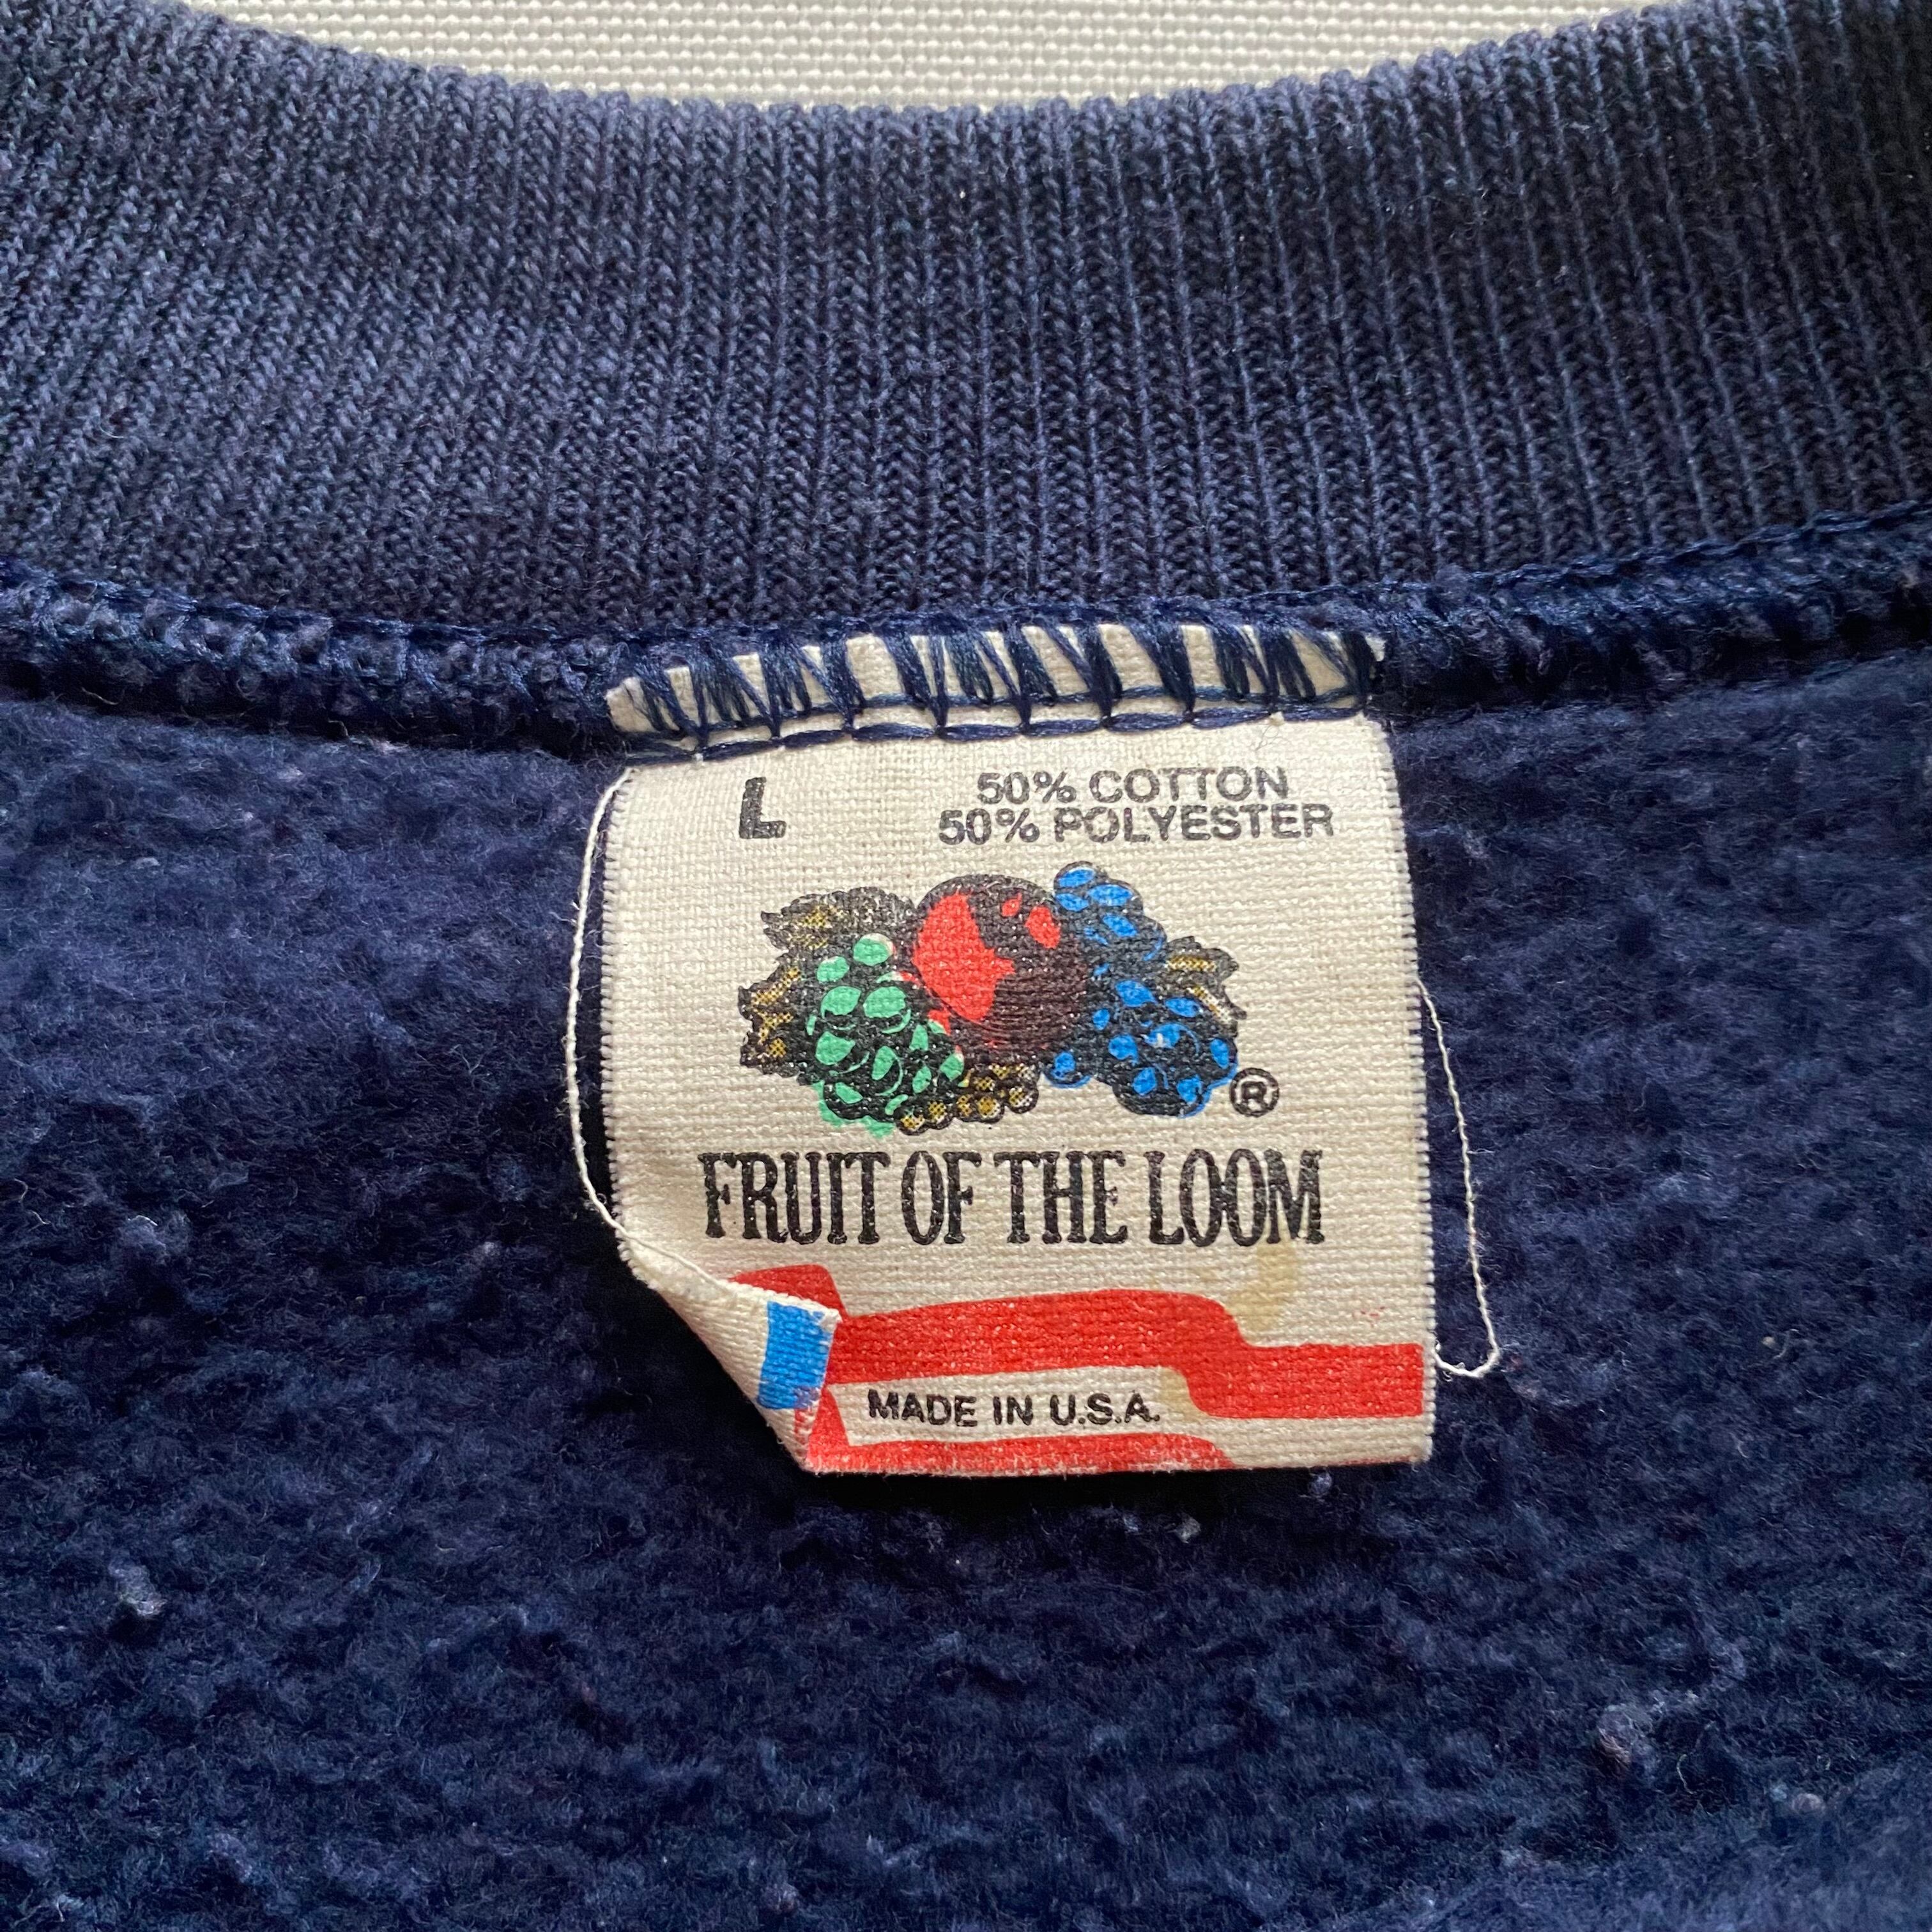 L
50% COTTON
50% POLYESTER
®
FRUIT OF THE LOOM
MADE IN U.S.A.